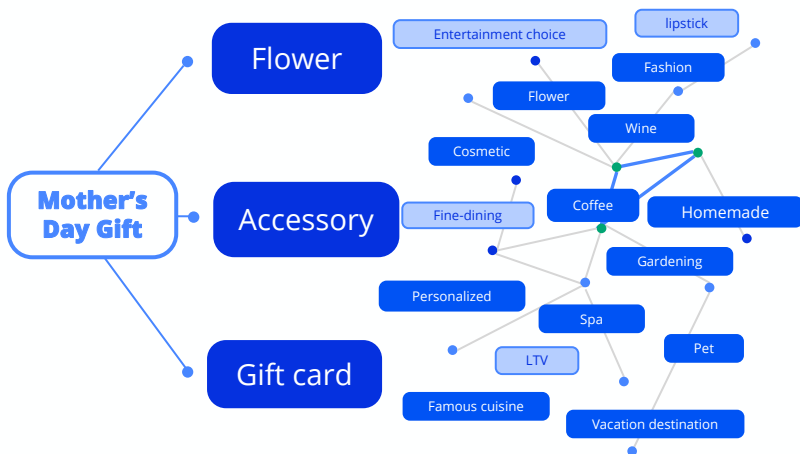 Mother's
Day Gift
Flower
Accessory
Gift card
Entertainment choice
lipstick
Fashion
Flower
Wine
Cosmetic
Coffee
Fine-dining
Homemade
Gardening
Personalized
Spa
Pet
LTV
Famous cuisine
Vacation destination